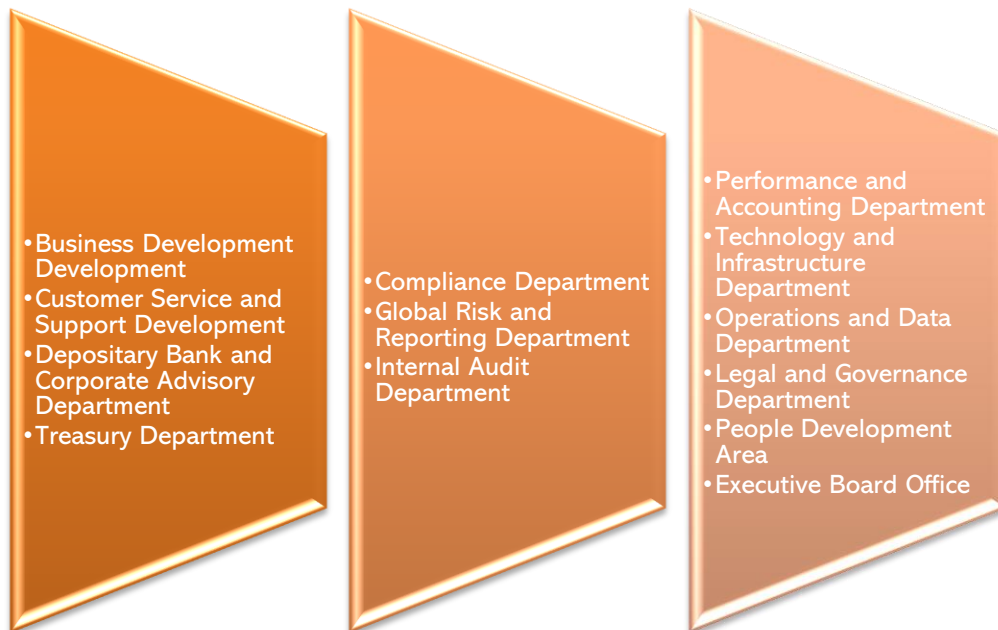 •Business Development
Development
•Customer Service and
Support Development
•Depositary Bank and
Corporate Advisory
Department
•Treasury Department
•Compliance Department
•Global Risk and
Reporting Department
•Internal Audit
Department
•Performance and
Accounting Department
•Technology and
Infrastructure
Department
•Operations and Data
Department
•Legal and Governance
Department
•People Development
Area
•Executive Board Office